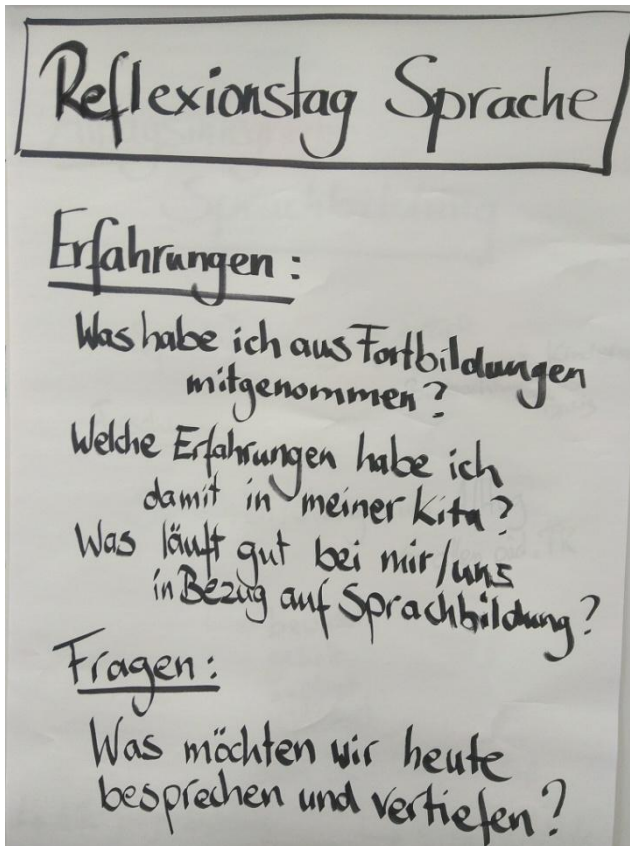 Reflexionstag Sprache
Erfahrungen:
Was habe ich aus Fortbildungen
mitgenommen?
Welche Erfahrungen habe ich
damit in meiner Kita?
Was läuft gut bei mir/uns
in Bezug auf Sprachbildung?
Fragen:
Was möchten wir heute
besprechen und vertiefen?